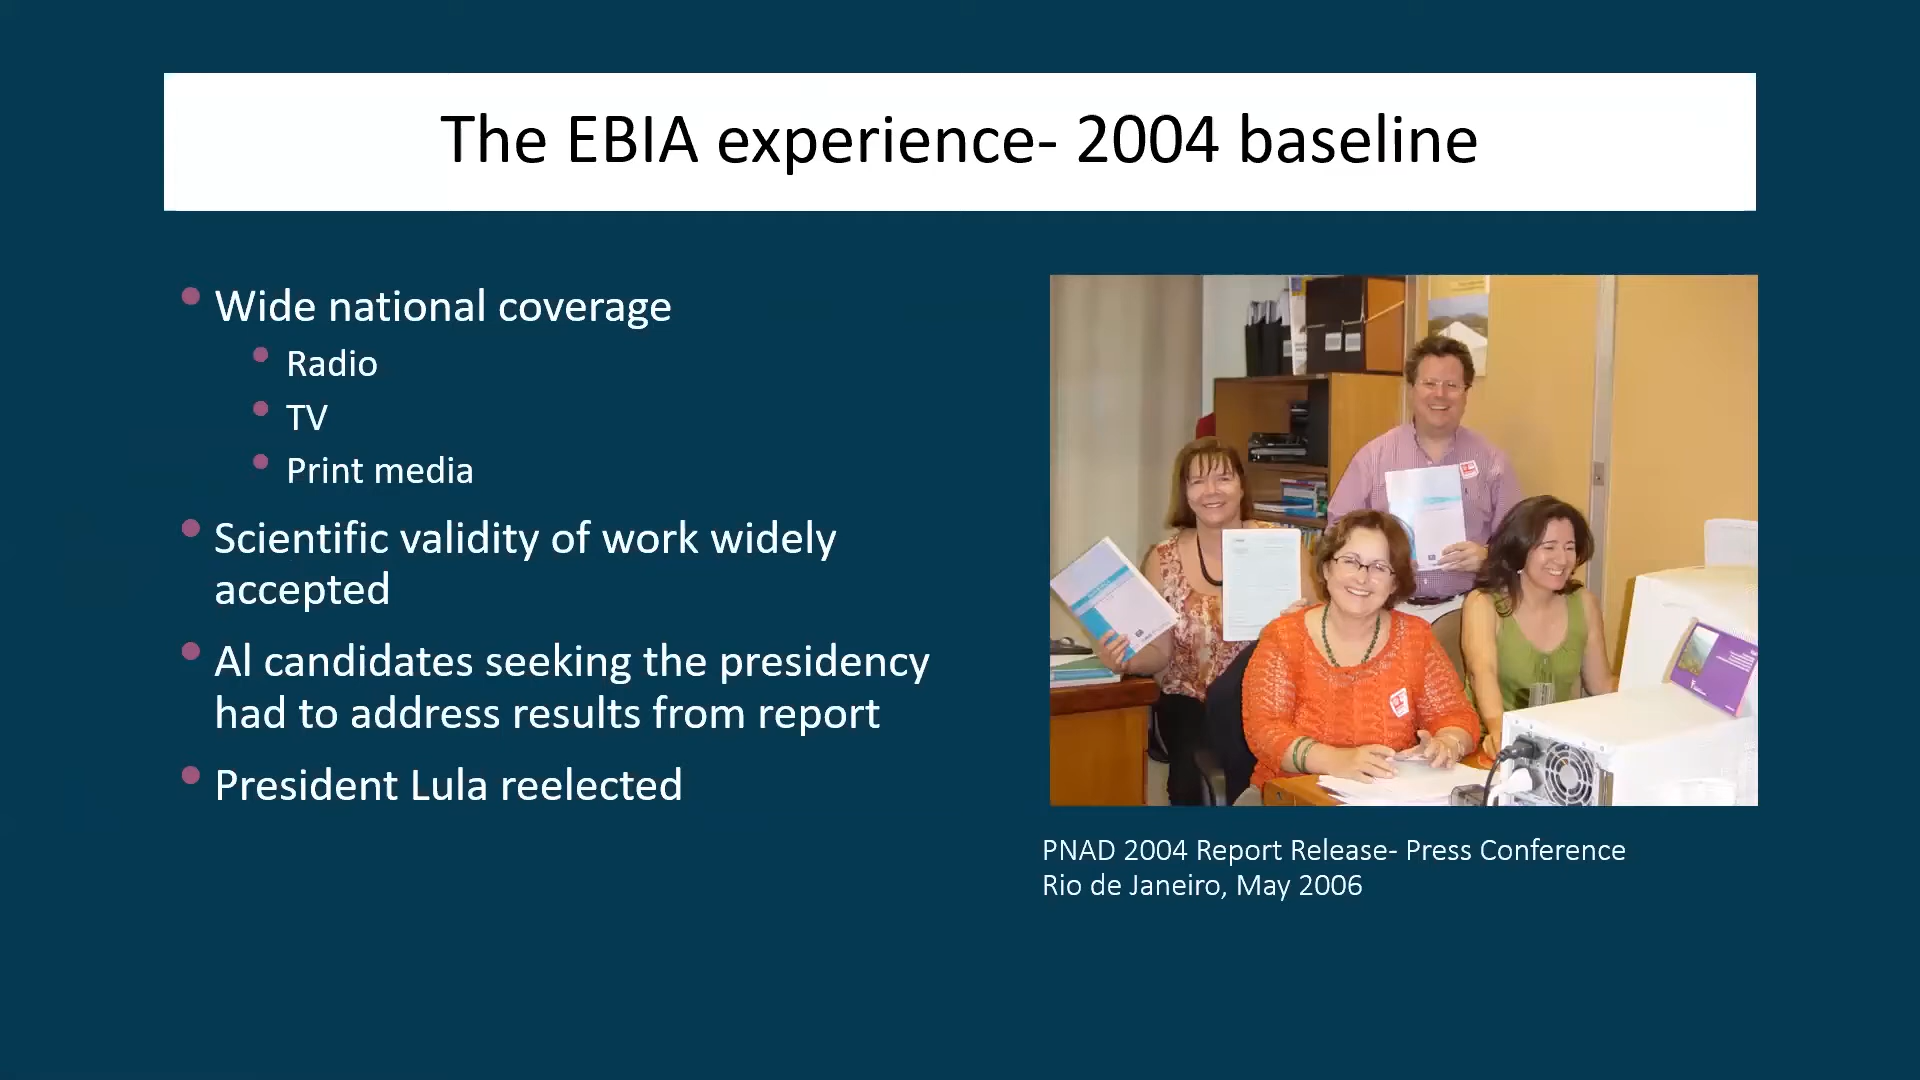 The EBIA experience- 2004 baseline
Wide national coverage
Radio
TV
Print media
Scientific validity of work widely
accepted
Al candidates seeking the presidency
had to address results from report
President Lula reelected
PNAD 2004 Report Release- Press Conference
Rio de Janeiro, May 2006